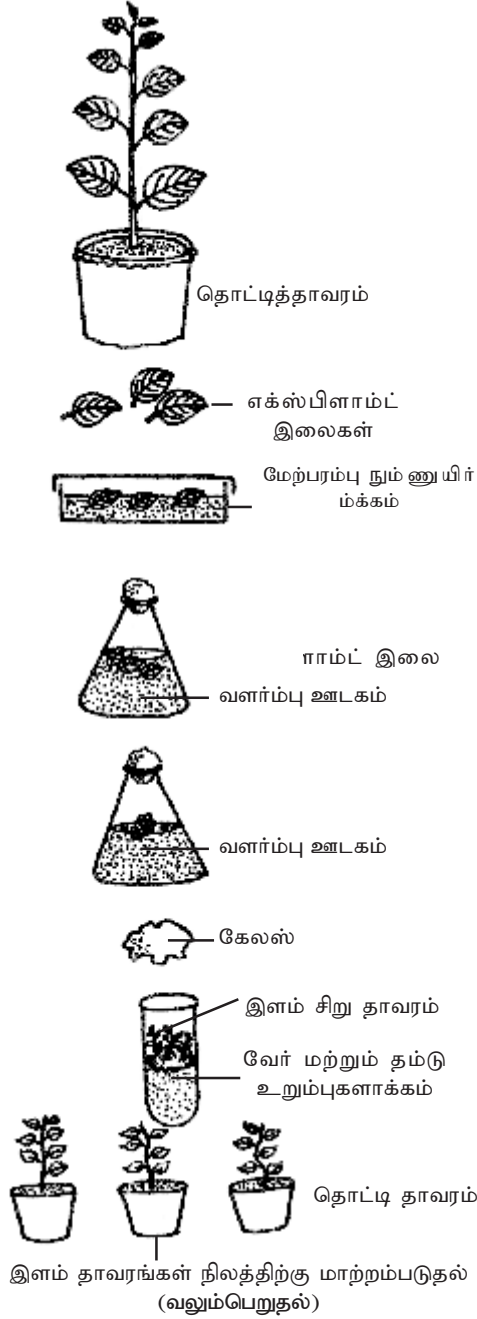 தொட்டித்தாவரம்
எக்ஸ்பிளாம்ட்
இலைகள்
மேற்பரம்பு நும்ணுயிர்
ம்க்கம்
ாாம்ட் இலை
வளர்ம்பு ஊடகம்
வளர்ம்பு ஊடகம்
கேலஸ்
இளம் சிறு தாவரம்
வேர் மற்றும் தம்டு
உறும்புகளாக்கம்
தொட்டி தாவரம்
இளம் தாவரங்கள் நிலத்திற்கு மாற்றம்படுதல்
(வலும்பெறுதல்)